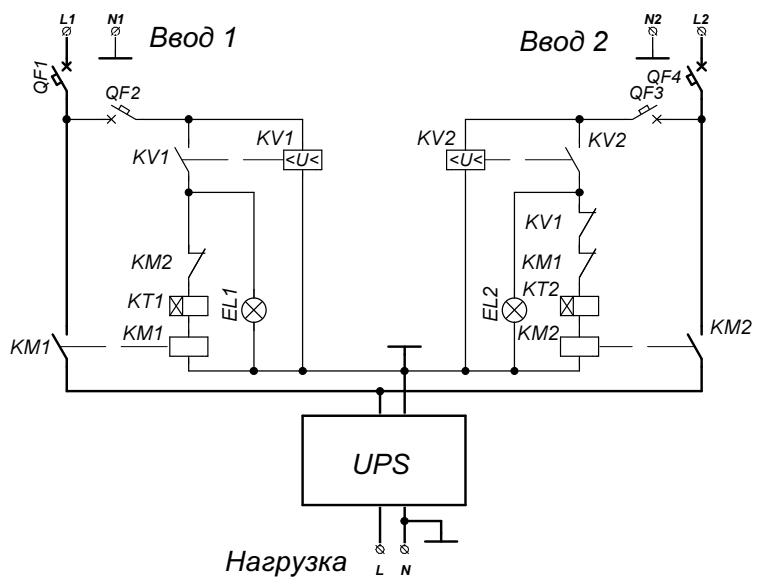 L1 N1 Ввод 1 Ввод 2 N2 L2
QF1 QF2 QF3 QF4
KV1 KV1 <U< KV2 <U< KV2
KV1
KM2 KM1
KT1 EL1 EL2 KT2
KM1 KM1 KM2 KM2
UPS
Нагрузка L N